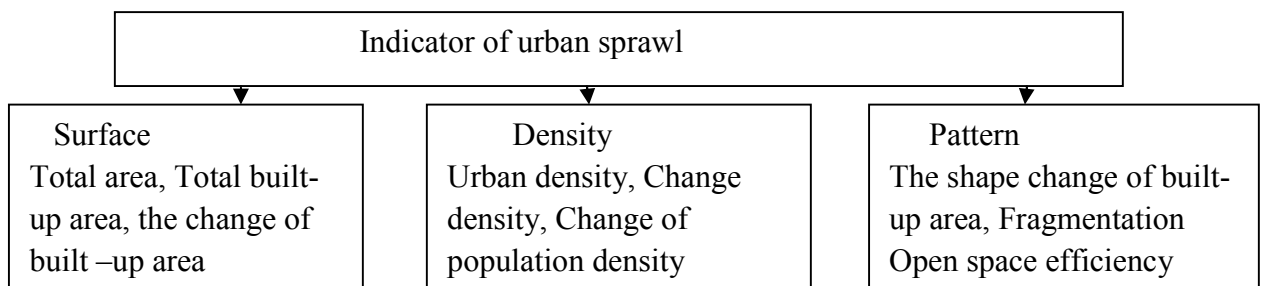 Indicator of urban sprawl
Surface
Total area, Total built-
up area, the change of
built –up area
Density
Urban density, Change
density, Change of
population density
Pattern
The shape change of built-
up area, Fragmentation
Open space efficiency